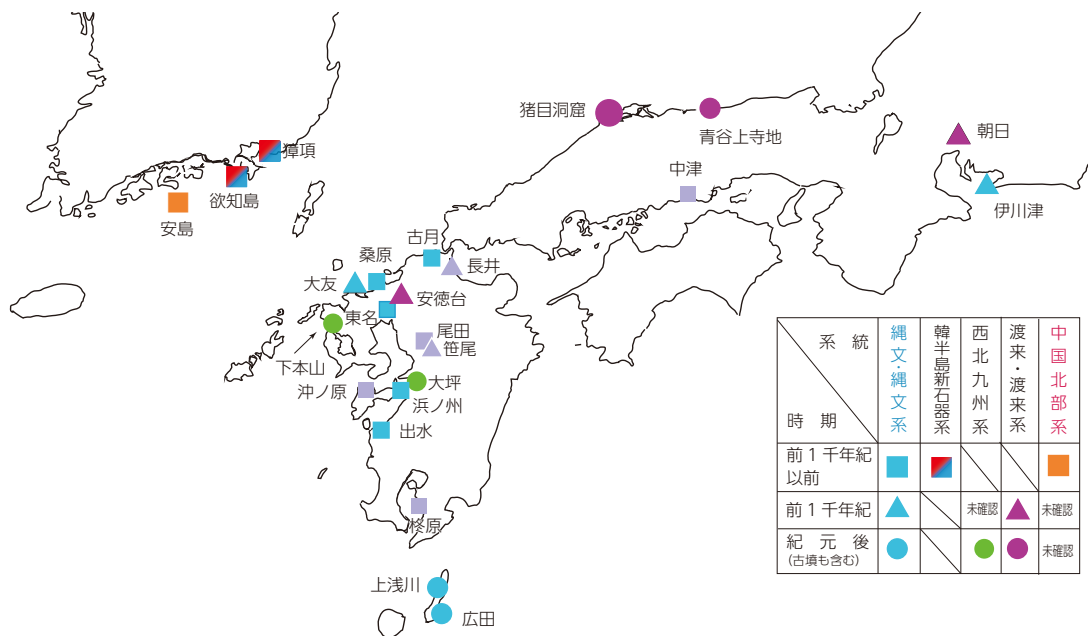 猪目洞窟
青谷上寺地
朝日
中津
伊川津
獐項
欲知島
安島
古月
桑原
長井
大友
安徳台
東名
尾田
笹尾
下本山
大坪
沖ノ原
浜ノ州
出水
柊原
上浅川
広田
系統
時期
縄文・縄文系
韓半島新石器系
西北九州系
渡来・渡来系
中国北部系
前1千年紀以前
前1千年紀
未確認
未確認
紀元後
(古墳も含む)
未確認